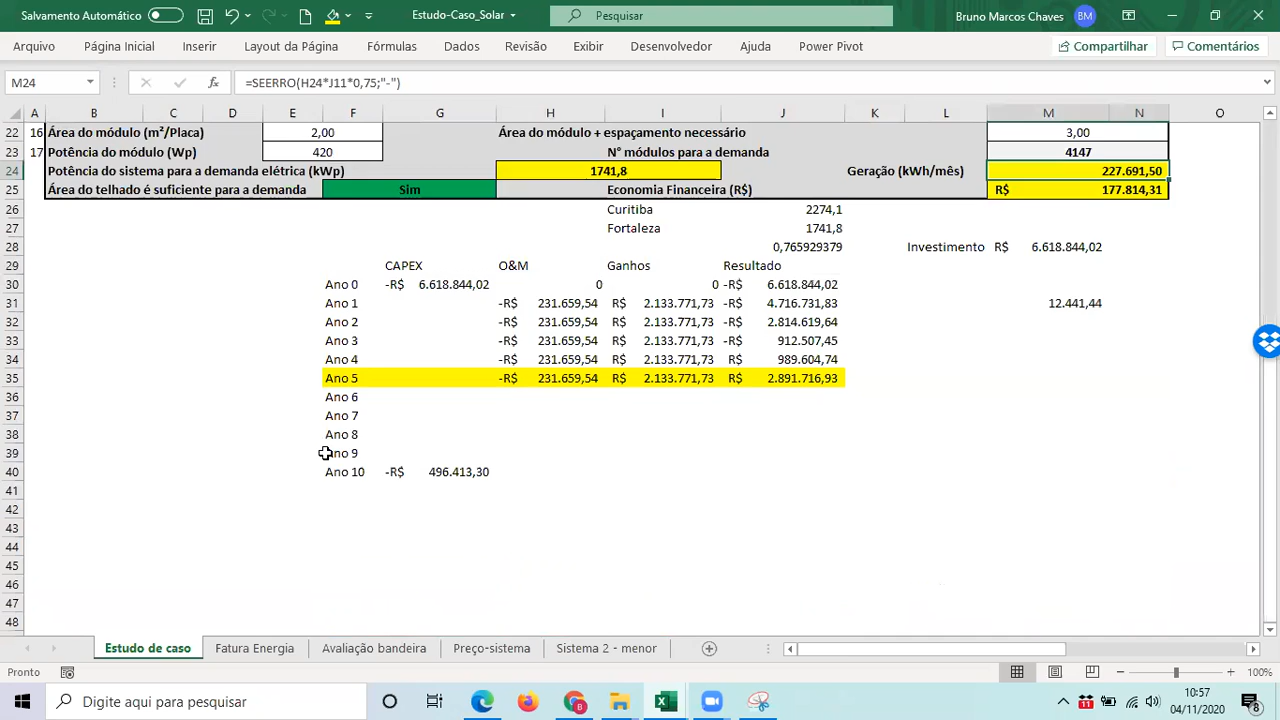 Salvamento Automático Estudo-Caso_Solar Pesquisar Bruno Marcos Chaves BM
Arquivo Página Inicial Inserir Layout da Página Fórmulas Dados Revisão Exibir Desenvolvedor Ajuda Power Pivot Compartilhar Comentários
M24 fx =SEERRO(H24*J11*0,75;"-")
A B C D E F G H I J K L M N O
22 16 Área do módulo (m²/Placa) 2,00 Área do módulo + espaçamento necessário 3,00
23 17 Potência do módulo (Wp) 420 N° módulos para a demanda 4147
24 Potência do sistema para a demanda elétrica (kWp) 1741,8 Geração (kWh/mês) 227.691,50
25 Área do telhado é suficiente para a demanda Sim Economia Financeira (R$) R$ 177.814,31
26 Curitiba 2274,1
27 Fortaleza 1741,8
28 0,765929379 Investimento R$ 6.618.844,02
29 CAPEX O&M Ganhos Resultado
30 Ano 0 -R$ 6.618.844,02 0 0 -R$ 6.618.844,02
31 Ano 1 -R$ 231.659,54 R$ 2.133.771,73 -R$ 4.716.731,83 12.441,44
32 Ano 2 -R$ 231.659,54 R$ 2.133.771,73 -R$ 2.814.619,64
33 Ano 3 -R$ 231.659,54 R$ 2.133.771,73 -R$ 912.507,45
34 Ano 4 -R$ 231.659,54 R$ 2.133.771,73 R$ 989.604,74
35 Ano 5 -R$ 231.659,54 R$ 2.133.771,73 R$ 2.891.716,93
36 Ano 6
37 Ano 7
38 Ano 8
39 Ano 9
40 Ano 10 -R$ 496.413,30
41
42
43
44
45
46
47
48
Estudo de caso Fatura Energia Avaliação bandeira Preço-sistema Sistema 2 - menor
Pronto 100%
Digite aqui para pesquisar 10:57
04/11/2020 8